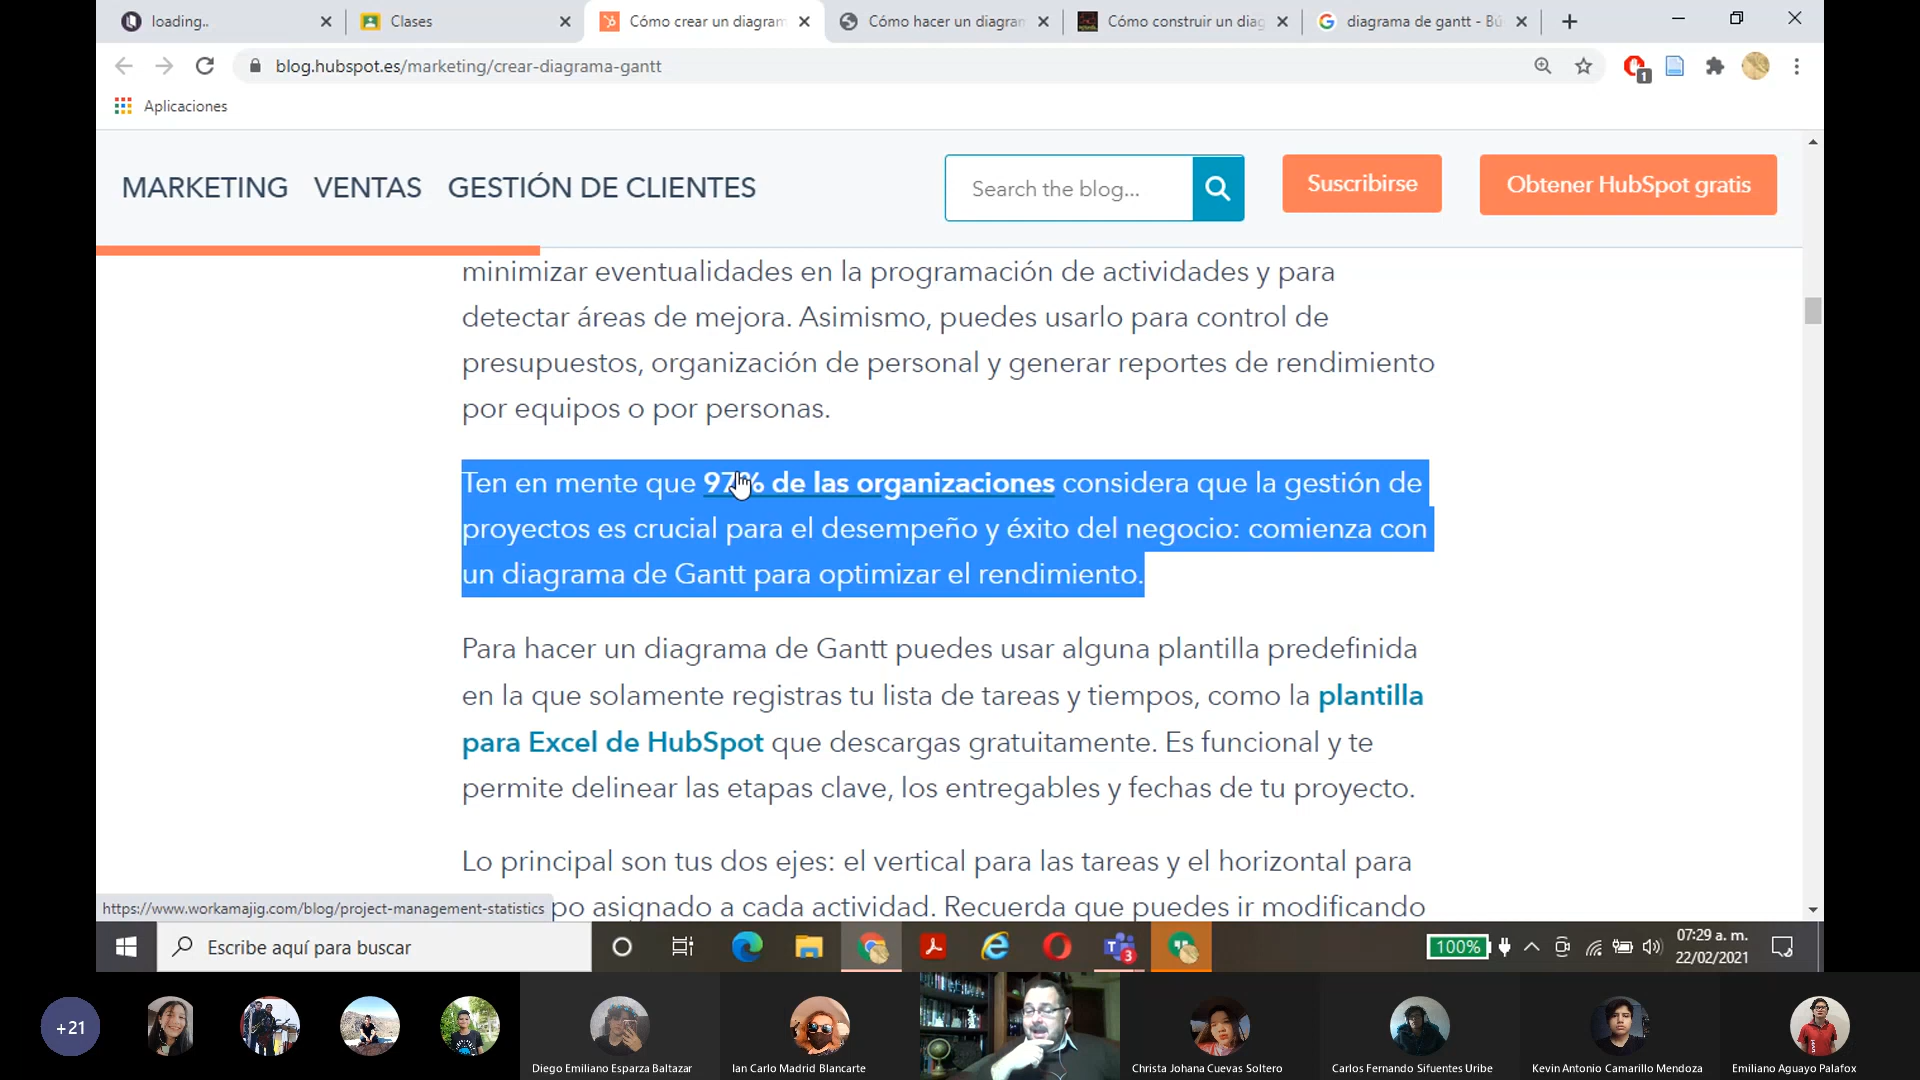 loading..
Clases
Cómo crear un diagram
Cómo hacer un diagran
Cómo construir un diag
diagrama de gantt - Bú
blog.hubspot.es/marketing/crear-diagrama-gantt
1
Aplicaciones
MARKETING VENTAS GESTIÓN DE CLIENTES
Search the blog...
Suscribirse
Obtener HubSpot gratis
minimizar eventualidades en la programación de actividades y para
detectar áreas de mejora. Asimismo, puedes usarlo para control de
presupuestos, organización de personal y generar reportes de rendimiento
por equipos o por personas.
Ten en mente que 97% de las organizaciones considera que la gestión de
proyectos es crucial para el desempeño y éxito del negocio: comienza con
un diagrama de Gantt para optimizar el rendimiento.
Para hacer un diagrama de Gantt puedes usar alguna plantilla predefinida
en la que solamente registras tu lista de tareas y tiempos, como la plantilla
para Excel de HubSpot que descargas gratuitamente. Es funcional y te
permite delinear las etapas clave, los entregables y fechas de tu proyecto.
Lo principal son tus dos ejes: el vertical para las tareas y el horizontal para
po asignado a cada actividad. Recuerda que puedes ir modificando
https://www.workamajig.com/blog/project-management-statistics
Escribe aquí para buscar
3
100%
07:29 a. m.
22/02/2021
+21
Diego Emiliano Esparza Baltazar
Ian Carlo Madrid Blancarte
Christa Johana Cuevas Soltero
Carlos Fernando Sifuentes Uribe
Kevin Antonio Camarillo Mendoza
Emiliano Aguayo Palafox